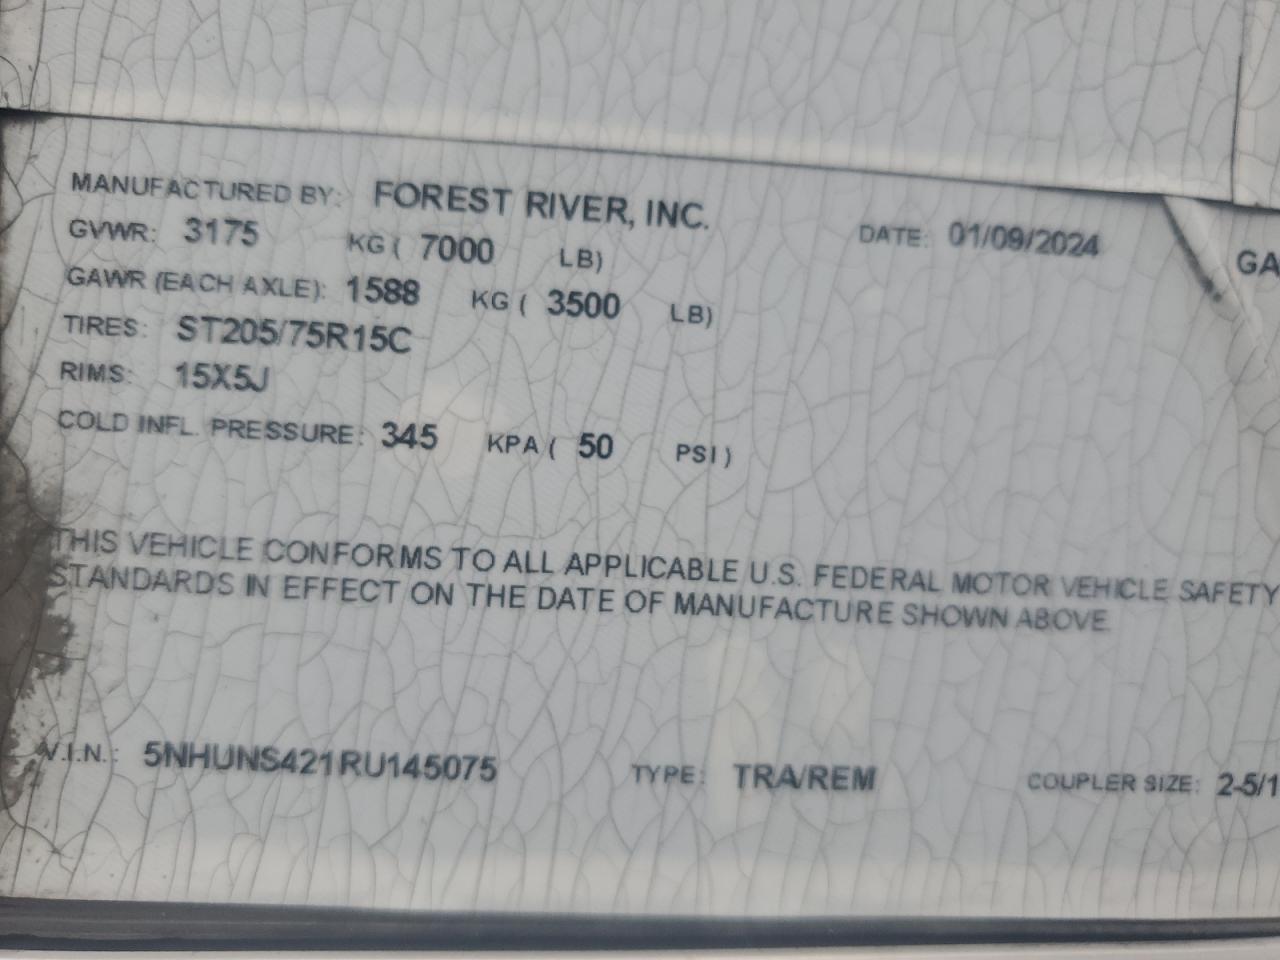 MANUFACTURED BY: FOREST RIVER, INC.
GVWR: 3175 KG ( 7000 LB) DATE: 01/09/2024 GA
GAWR (EACH AXLE): 1588 KG ( 3500 LB)
TIRES: ST205/75R15C
RIMS: 15X5J
COLD INFL. PRESSURE: 345 KPA ( 50 PSI )
THIS VEHICLE CONFORMS TO ALL APPLICABLE U.S. FEDERAL MOTOR VEHICLE SAFETY
STANDARDS IN EFFECT ON THE DATE OF MANUFACTURE SHOWN ABOVE.
V.I.N.: 5NHUNS421RU145075 TYPE: TRA/REM COUPLER SIZE: 2-5/1